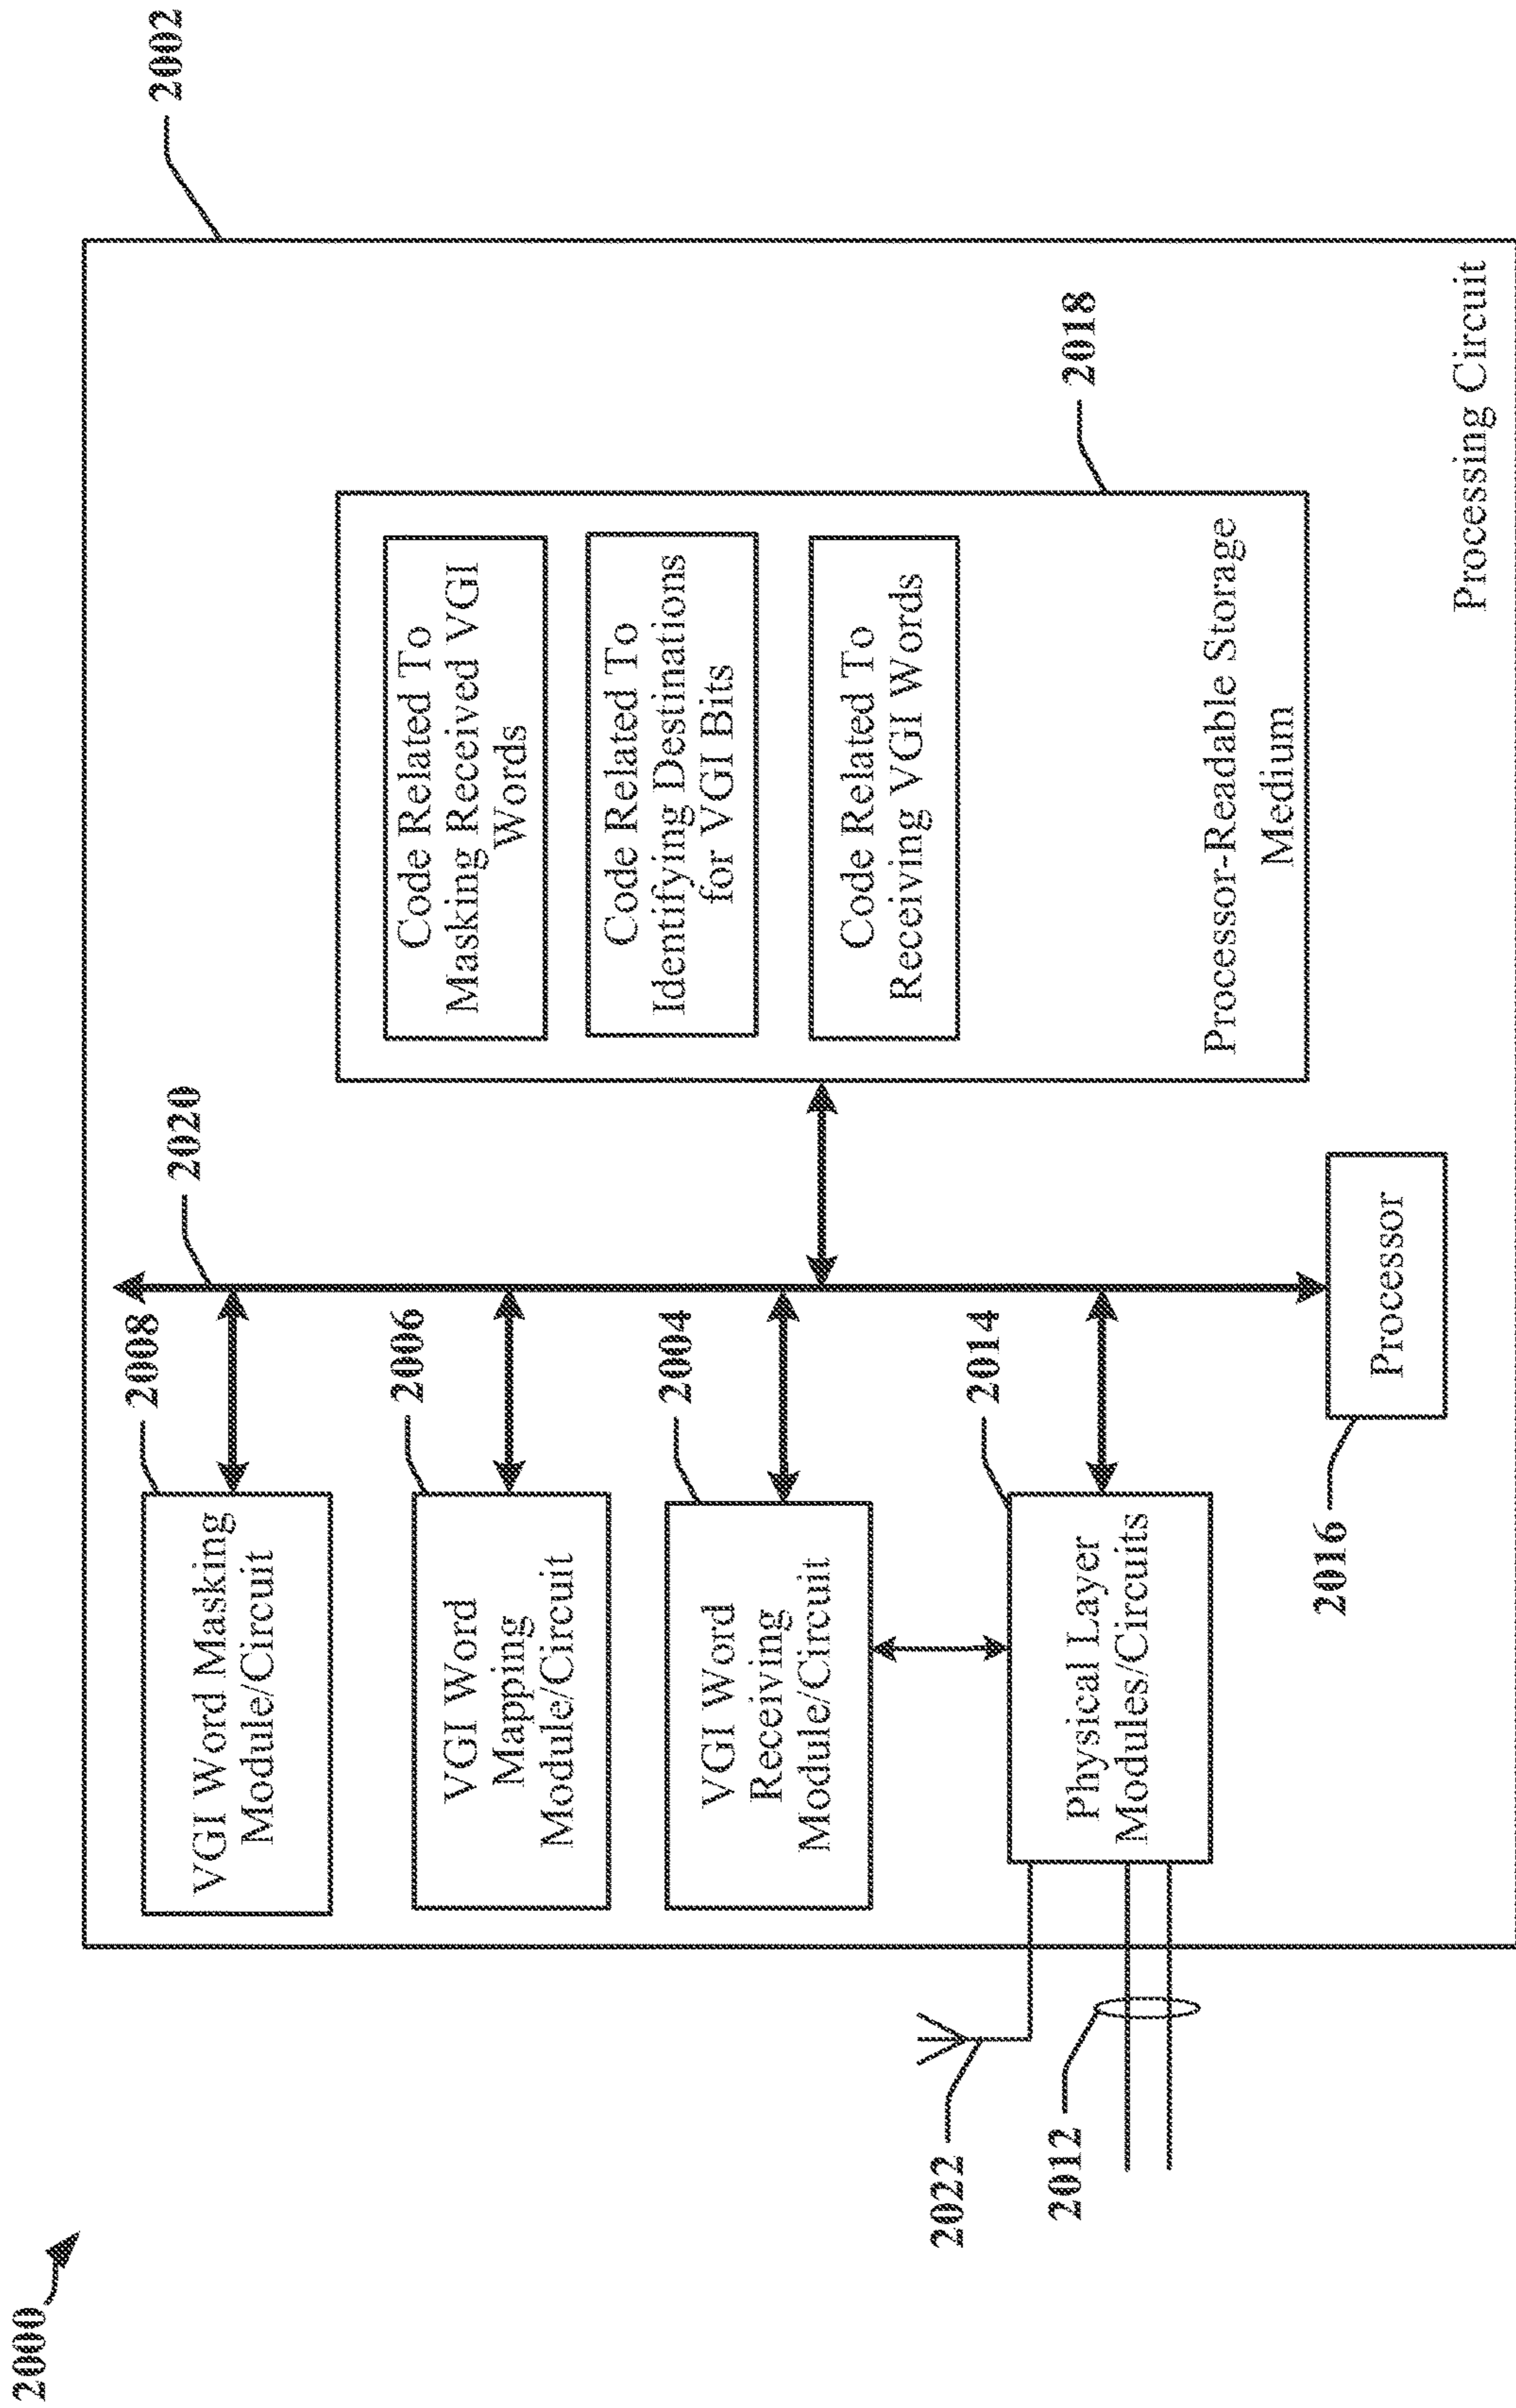 2000
2002
2008
VGI Word Masking
Module/Circuit
2006
VGI Word
Mapping
Module/Circuit
2004
VGI Word
Receiving
Module/Circuit
2014
Physical Layer
Modules/Circuits
2022
2012
2016
Processor
2020
2018
Code Related To
Masking Received VGI
Words
Code Related To
Identifying Destinations
for VGI Bits
Code Related To
Receiving VGI Words
Processor-Readable Storage
Medium
Processing Circuit